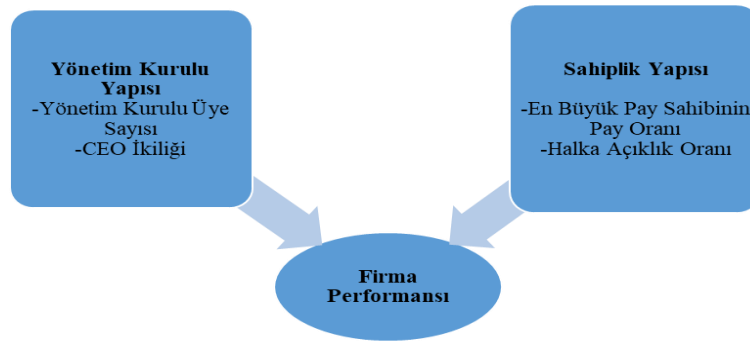 Yönetim Kurulu
Yapısı
-Yönetim Kurulu Üye
Sayısı
-CEO İkiliği
Sahiplik Yapısı
-En Büyük Pay Sahibinin
Pay Oranı
-Halka Açıklık Oranı
Firma
Performansı